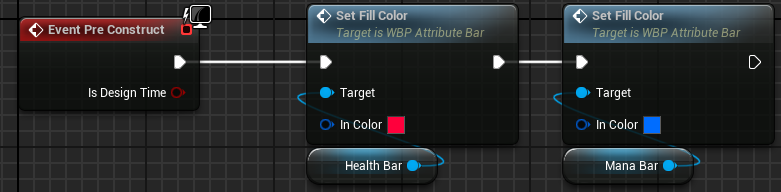 Event Pre Construct
Is Design Time
Set Fill Color
Target is WBP Attribute Bar
Target
In Color
Health Bar
Set Fill Color
Target is WBP Attribute Bar
Target
In Color
Mana Bar